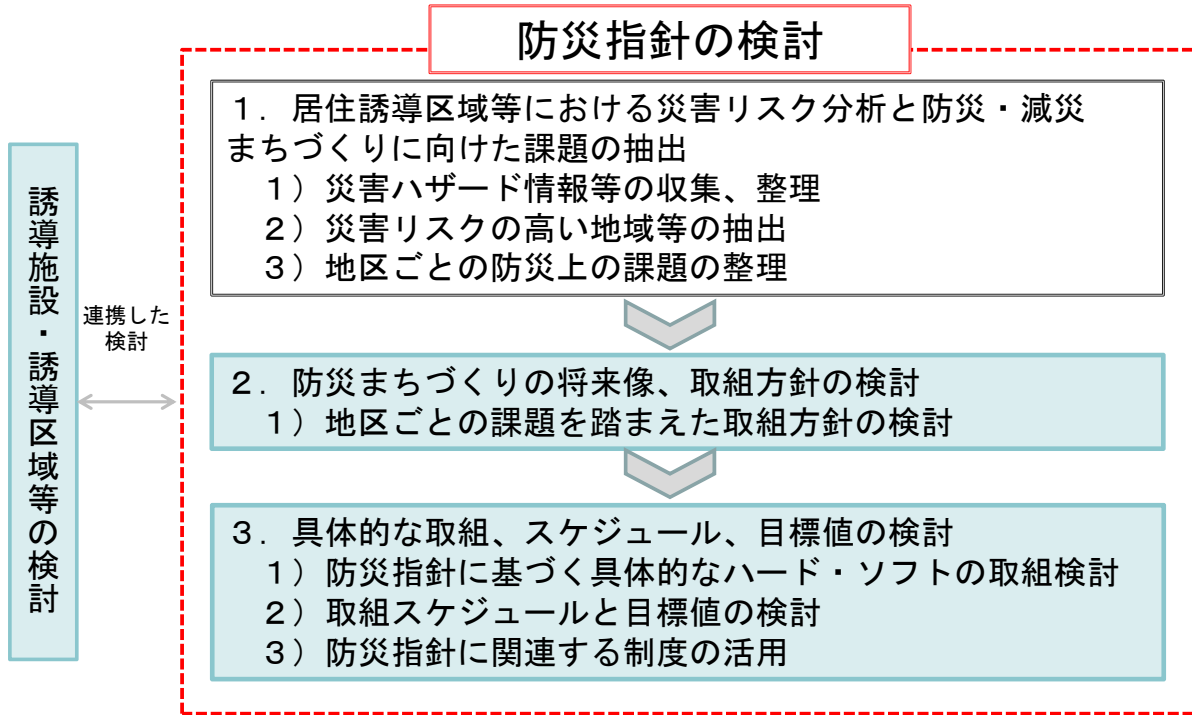 防災指針の検討
１．居住誘導区域等における災害リスク分析と防災・減災
まちづくりに向けた課題の抽出
１）災害ハザード情報等の収集、整理
２）災害リスクの高い地域等の抽出
３）地区ごとの防災上の課題の整理
誘導施設・誘導区域等の検討
連携した
検討
２．防災まちづくりの将来像、取組方針の検討
１）地区ごとの課題を踏まえた取組方針の検討
３．具体的な取組、スケジュール、目標値の検討
１）防災指針に基づく具体的なハード・ソフトの取組検討
２）取組スケジュールと目標値の検討
３）防災指針に関連する制度の活用